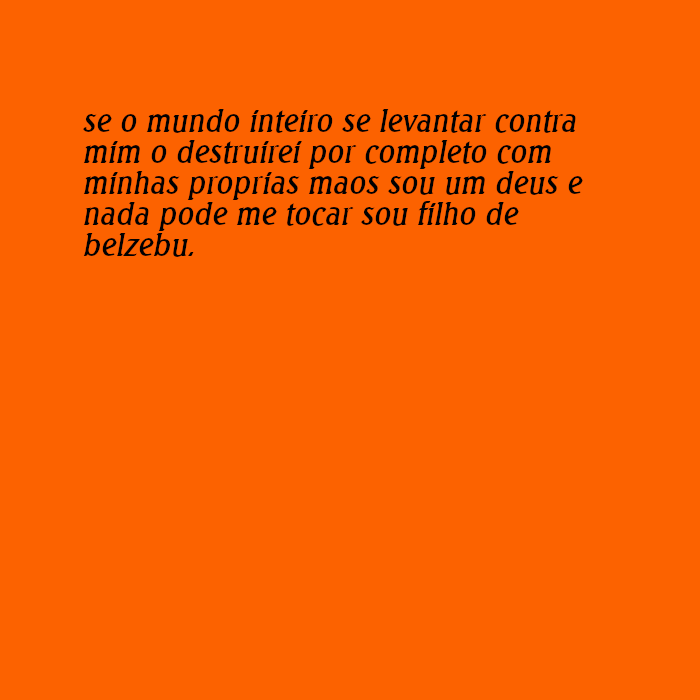 se o mundo inteiro se levantar contra
mim o destruirei por completo com
minhas proprias maos sou um deus e
nada pode me tocar sou filho de
belzebu.